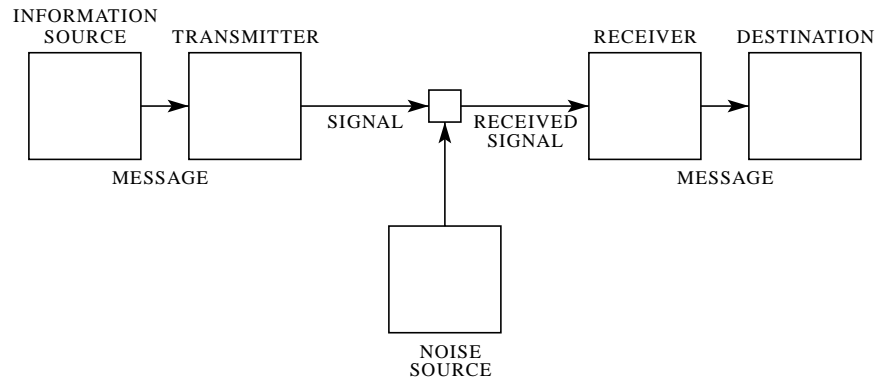 INFORMATION
SOURCE
TRANSMITTER
RECEIVER
DESTINATION
SIGNAL
RECEIVED
SIGNAL
MESSAGE
MESSAGE
NOISE
SOURCE